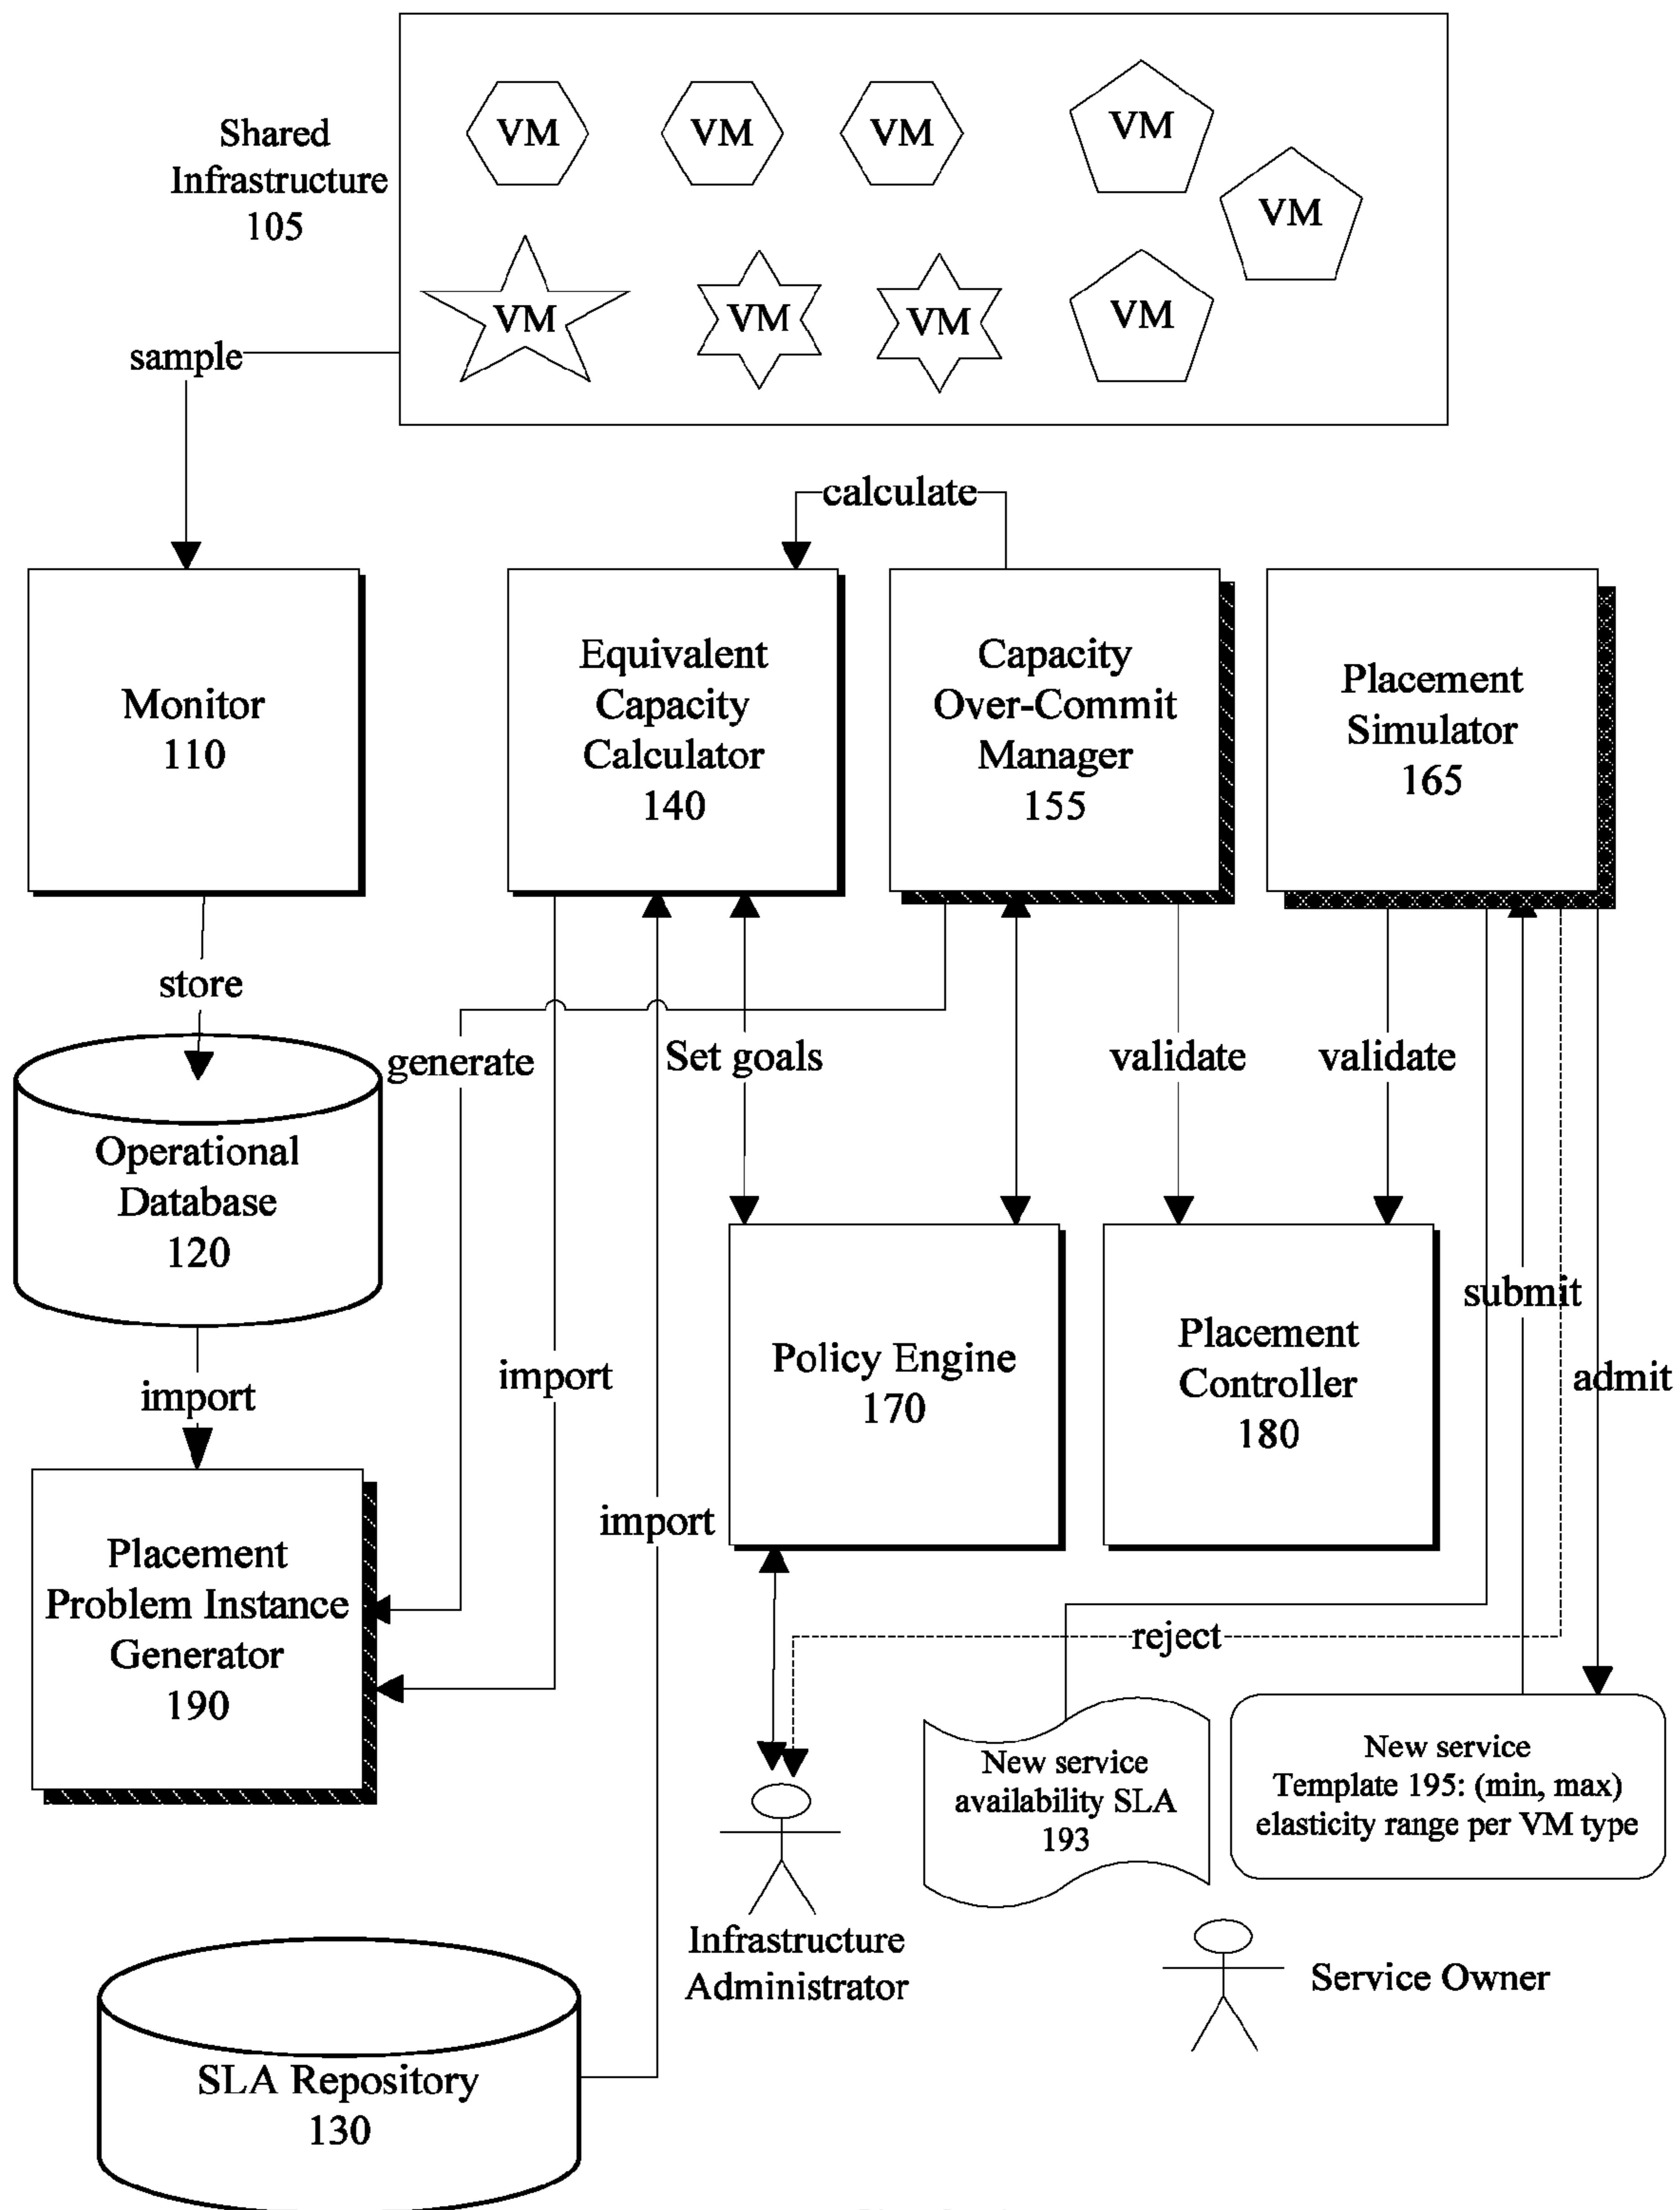 VM
VM
VM
VM
VM
Shared
Infrastructure
105
VM
VM
VM
VM
sample
calculate
Monitor
110
Equivalent
Capacity
Calculator
140
Capacity
Over-Commit
Manager
155
Placement
Simulator
165
store
generate
Set goals
validate
validate
Operational
Database
120
import
import
submit
admit
Policy Engine
170
Placement
Controller
180
import
Placement
Problem Instance
Generator
190
reject
New service
availability SLA
193
New service
Template 195: (min, max)
elasticity range per VM type
Infrastructure
Administrator
Service Owner
SLA Repository
130